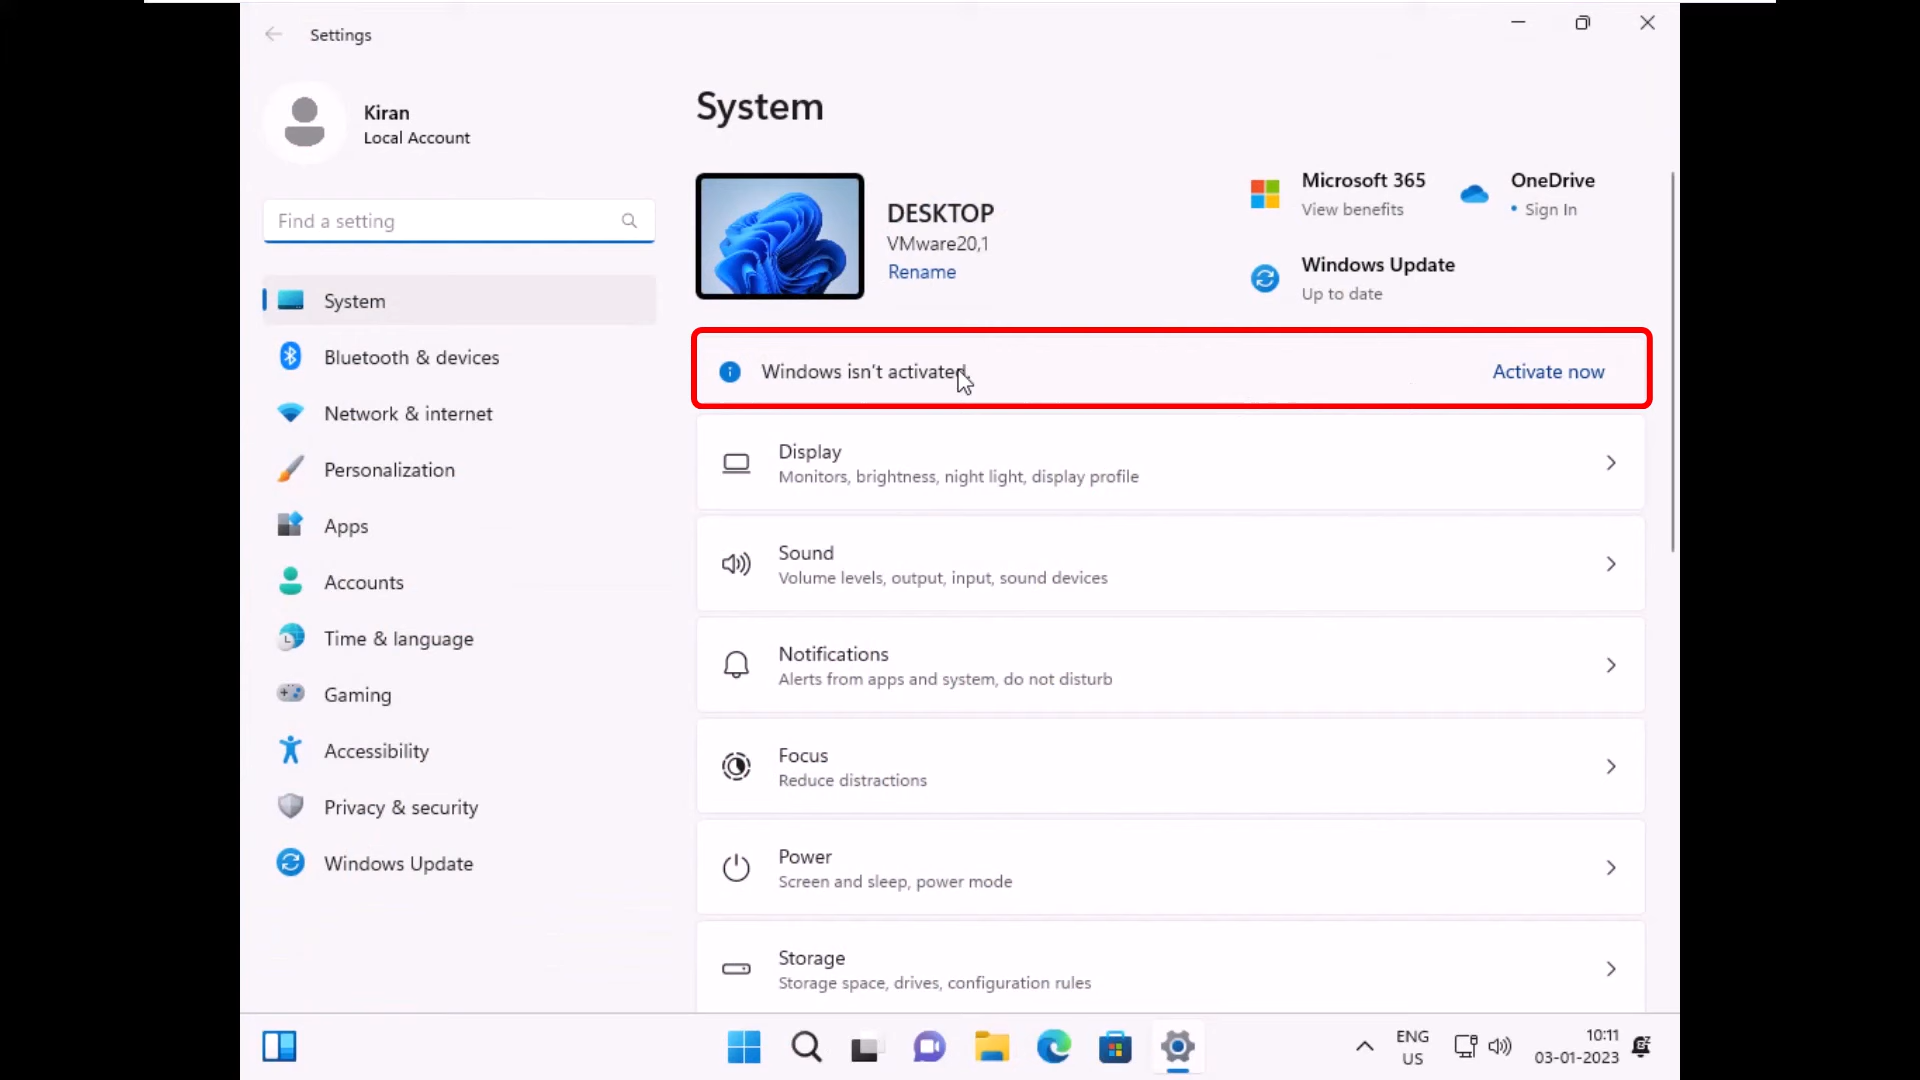 Settings
Kiran
Local Account
Find a setting
System
Bluetooth & devices
Network & internet
Personalization
Apps
Accounts
Time & language
Gaming
Accessibility
Privacy & security
Windows Update
System
DESKTOP
VMware20,1
Rename
Microsoft 365
View benefits
OneDrive
• Sign In
Windows Update
Up to date
Windows isn't activated.
Activate now
Display
Monitors, brightness, night light, display profile
Sound
Volume levels, output, input, sound devices
Notifications
Alerts from apps and system, do not disturb
Focus
Reduce distractions
Power
Screen and sleep, power mode
Storage
Storage space, drives, configuration rules
ENG
US
10:11
03-01-2023